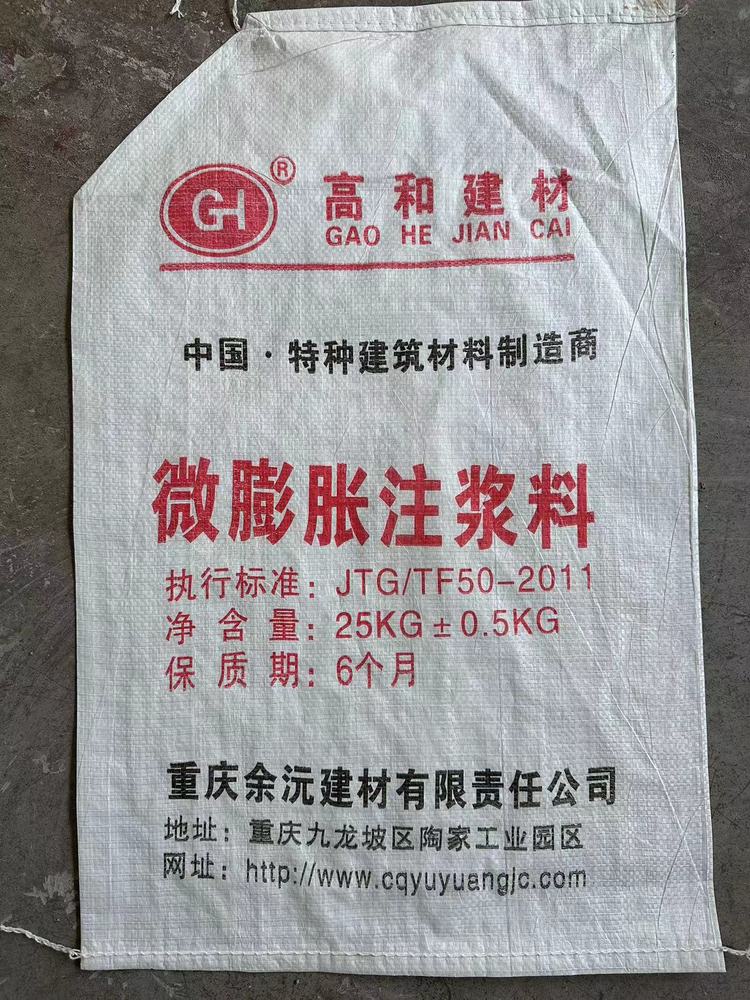 GH ® 高和建材
GAO HE JIAN CAI
中国·特种建筑材料制造商
微膨胀注浆料
执行标准：JTG/TF50-2011
净含量：25KG±0.5KG
保质期：6个月
重庆余沅建材有限责任公司
地址：重庆九龙坡区陶家工业园区
网址：http://www.cqyuyuangjc.com